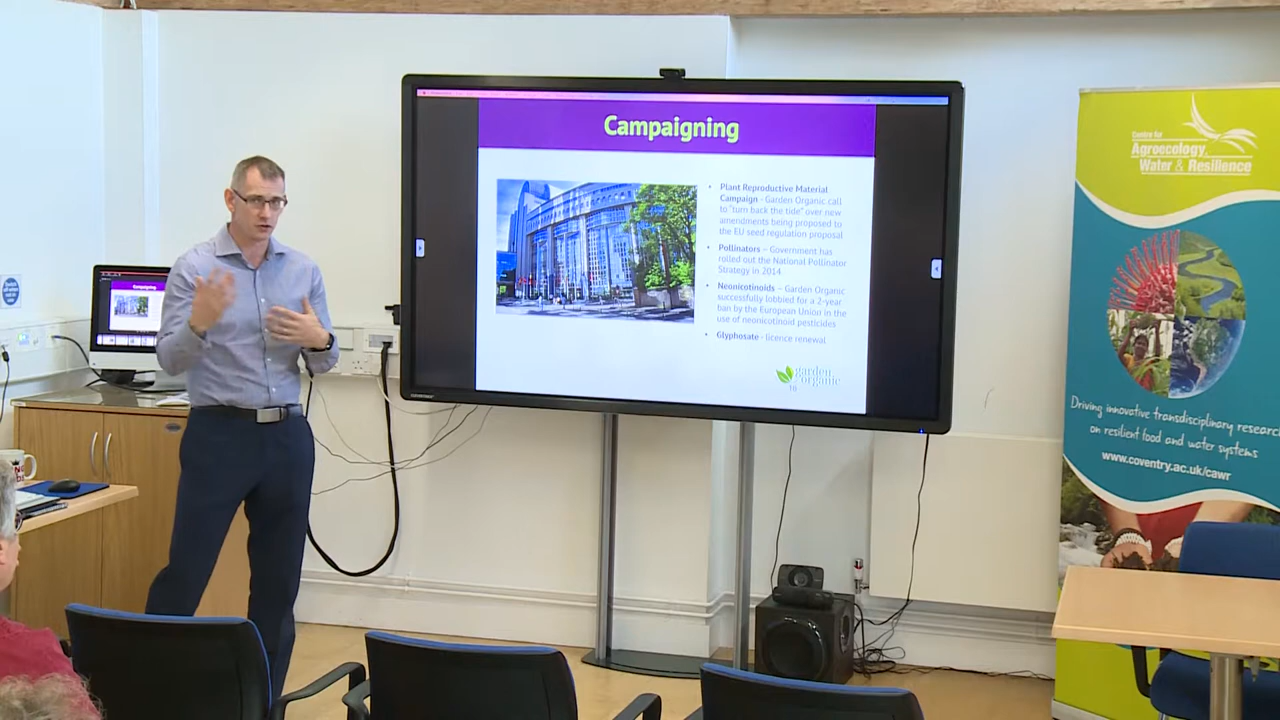 Campaigning
• Plant Reproductive Material
Campaign - Garden Organic call
to "turn back the tide" over new
amendments being proposed to
the EU seed regulation proposal
• Pollinators – Government has
rolled out the National Pollinator
Strategy in 2014
• Neonicotinoids – Garden Organic
successfully lobbied for a 2-year
ban by the European Union in the
use of neonicotinoid pesticides
• Glyphosate - licence renewal
garden
organic
10
Campaigning
Centre for
Agroecology,
Water & Resilience
Driving innovative transdisciplinary research
on resilient food and water systems
www.coventry.ac.uk/cawr